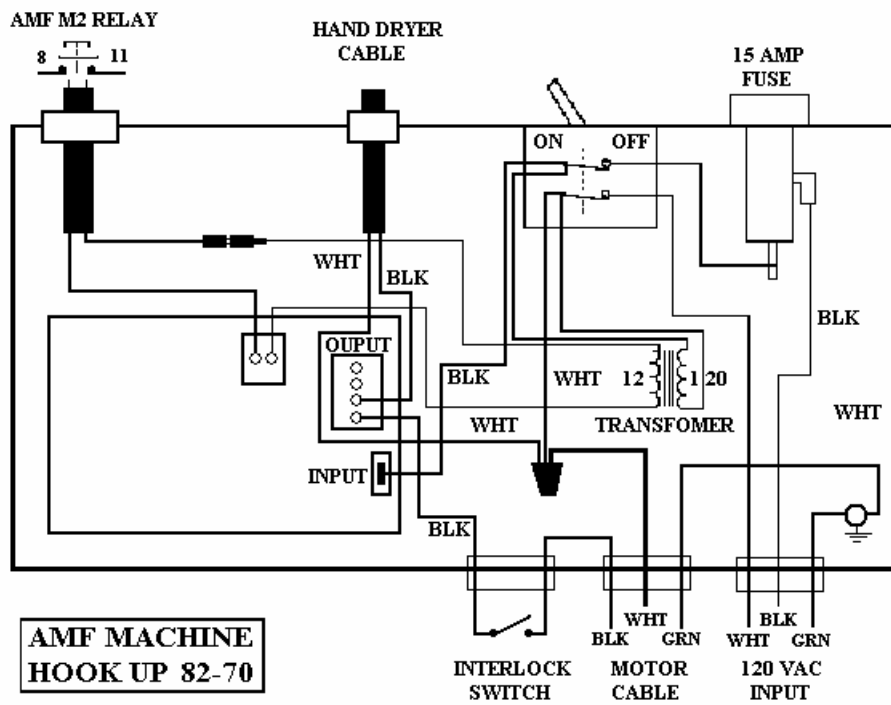 AMF M2 RELAY
8 11
HAND DRYER
CABLE
15 AMP
FUSE
ON OFF
WHT
BLK
BLK
OUPUT
BLK
WHT
12
1 20
WHT
WHT
TRANSFOMER
INPUT
BLK
WHT
BLK
GRN
BLK
WHT
GRN
AMF MACHINE
HOOK UP 82-70
INTERLOCK
SWITCH
MOTOR
CABLE
120 VAC
INPUT